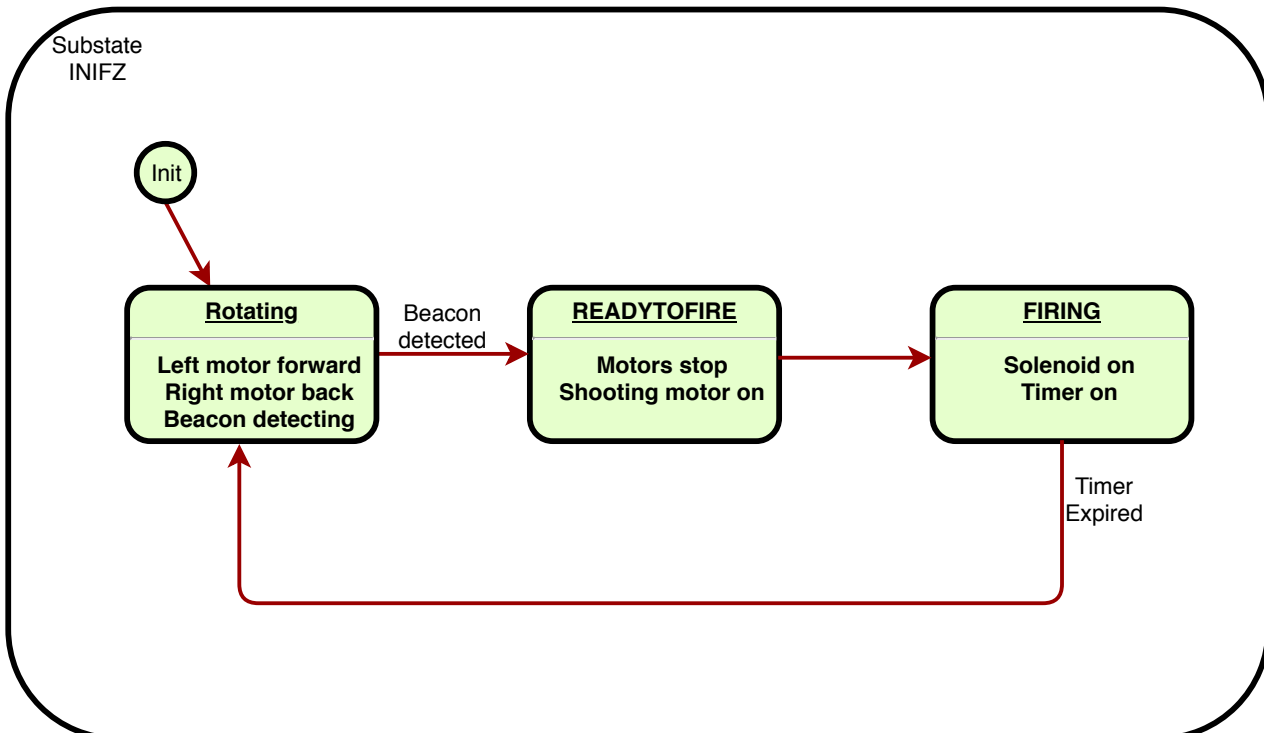 Substate
INIFZ
Init
Rotating
Left motor forward
Right motor back
Beacon detecting
Beacon
detected
READYTOFIRE
Motors stop
Shooting motor on
FIRING
Solenoid on
Timer on
Timer
Expired